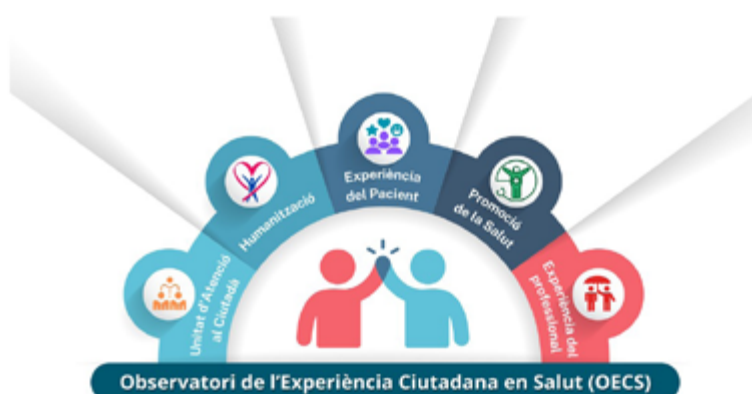 Unitat d'Atenció
al Ciutadà
Humanització
Experiència
del Pacient
Promoció
de la Salut
Experiència del
professional
Observatori de l'Experiència Ciutadana en Salut (OECS)